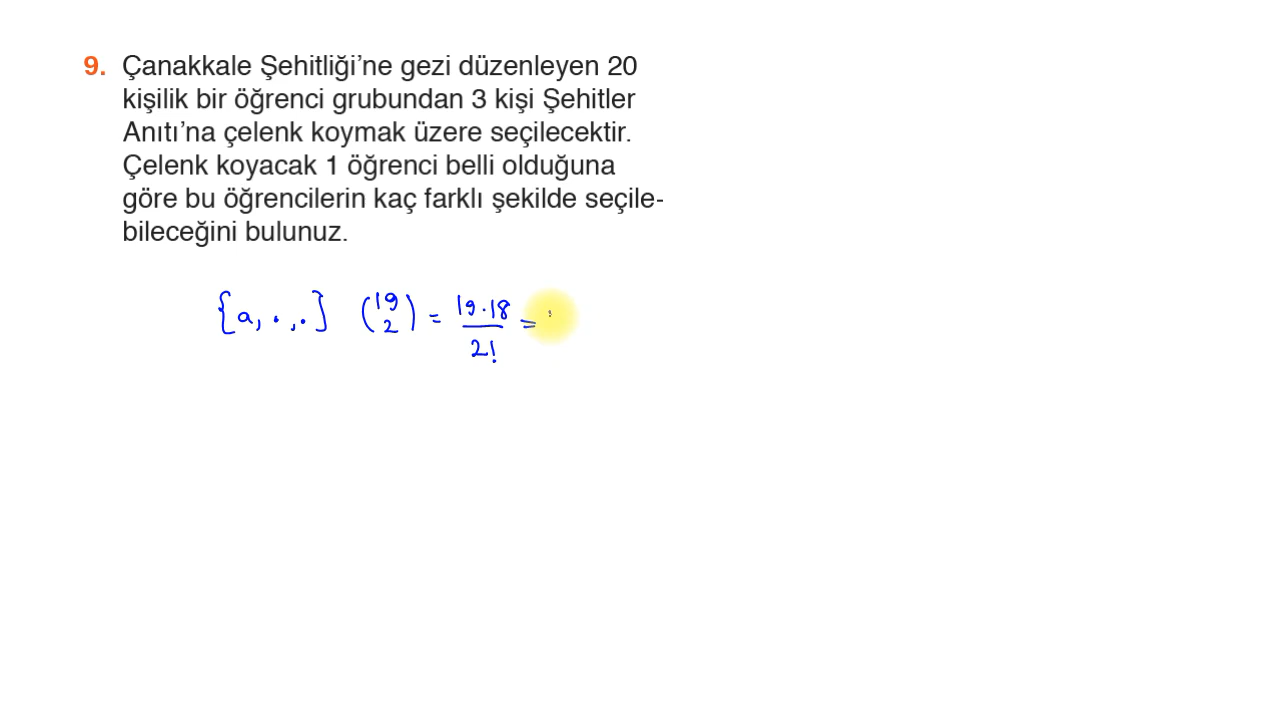 9. Çanakkale Şehitliği’ne gezi düzenleyen 20
kişilik bir öğrenci grubundan 3 kişi Şehitler
Anıtı’na çelenk koymak üzere seçilecektir.
Çelenk koyacak 1 öğrenci belli olduğuna
göre bu öğrencilerin kaç farklı şekilde seçile-
bileceğini bulunuz.
{a, . , .} (19 2) = 19.18 / 2! =